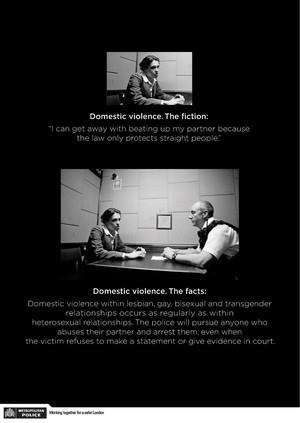 Domestic violence. The fiction:
“I can get away with beating up my partner because
the law only protects straight people.”
Domestic violence. The facts:
Domestic violence within lesbian, gay, bisexual and transgender
relationships occurs as regularly as within
heterosexual relationships. The police will pursue anyone who
abuses their partner and arrest them, even when
the victim refuses to make a statement or give evidence in court.
METROPOLITAN
POLICE
Working together for a safer London